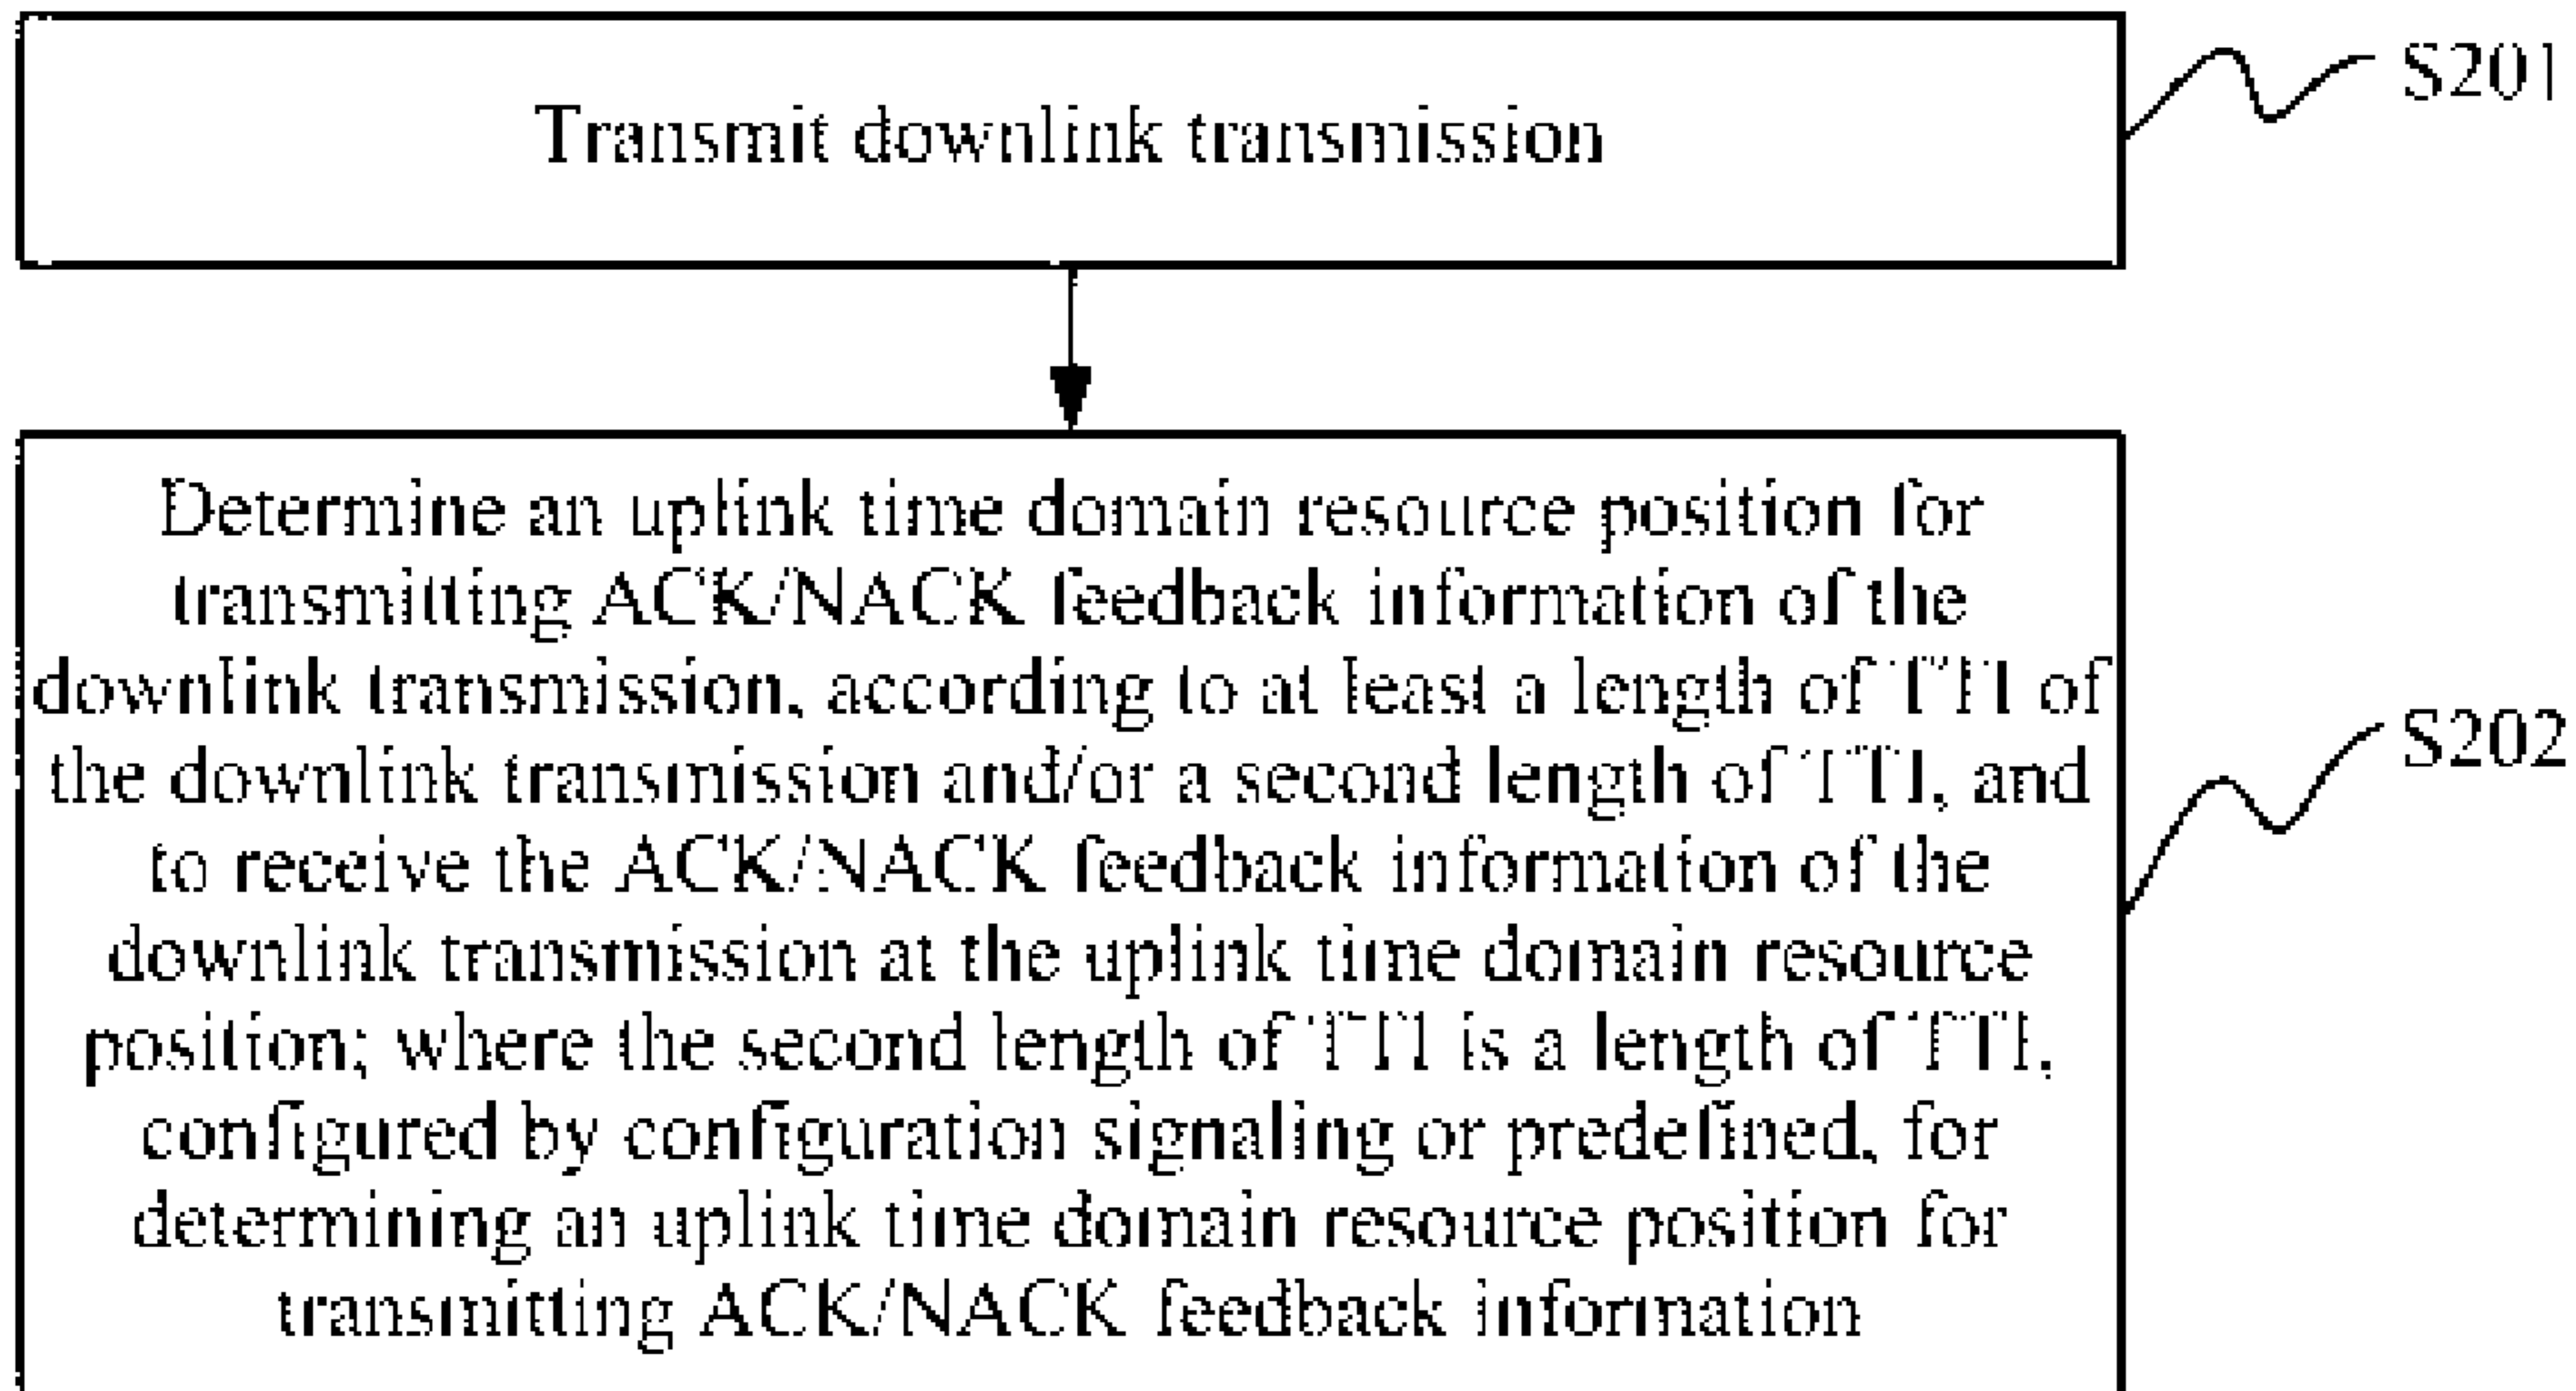 Transmit downlink transmission
S201
Determine an uplink time domain resource position for
transmitting ACK/NACK feedback information of the
downlink transmission, according to at least a length of TTI of
the downlink transmission and/or a second length of TTI, and
to receive the ACK/NACK feedback information of the
downlink transmission at the uplink time domain resource
position; where the second length of TTI is a length of TTI,
configured by configuration signaling or predefined, for
determining an uplink time domain resource position for
transmitting ACK/NACK feedback information
S202